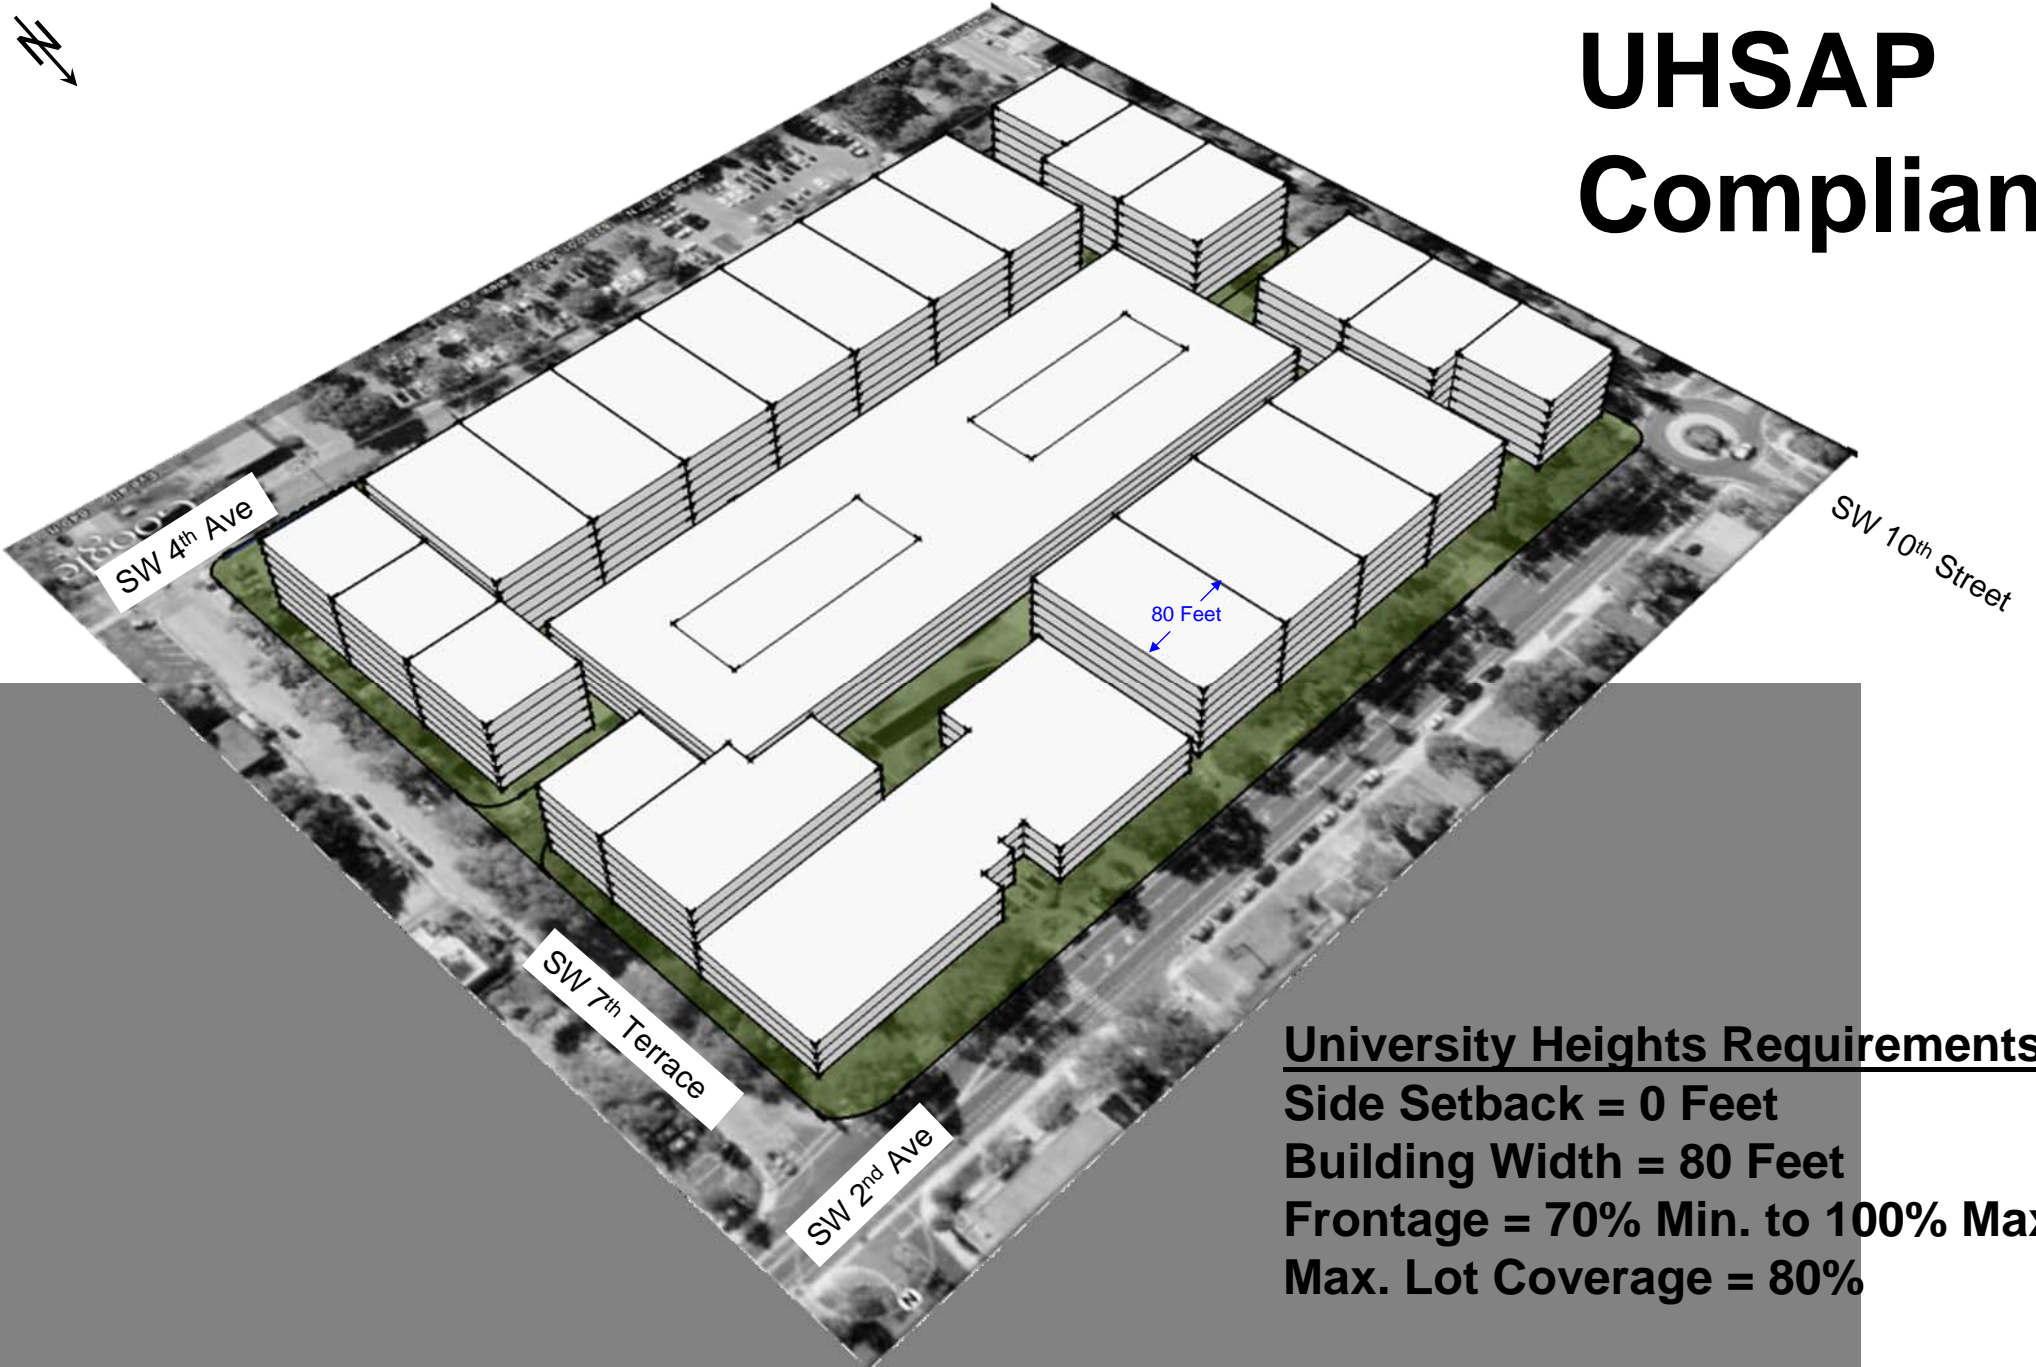 UHSAP
Complian
SW 4th Ave
SW 10th Street
80 Feet
SW 7th Terrace
SW 2nd Ave
University Heights Requirements
Side Setback = 0 Feet
Building Width = 80 Feet
Frontage = 70% Min. to 100% Max
Max. Lot Coverage = 80%
N
Google